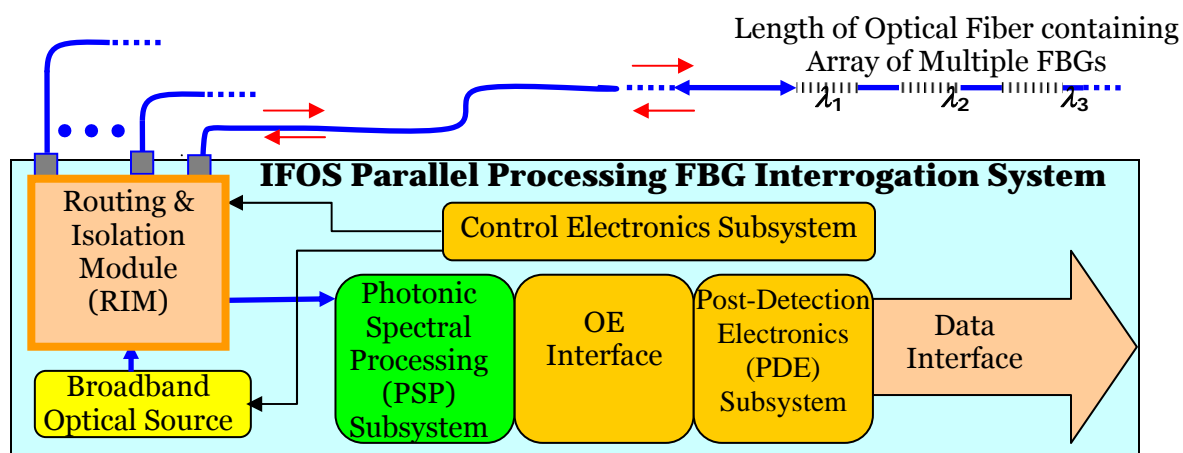 Length of Optical Fiber containing
Array of Multiple FBGs
λ1 λ2 λ3
IFOS Parallel Processing FBG Interrogation System
Routing &
Isolation
Module
(RIM)
Control Electronics Subsystem
Photonic
Spectral
Processing
(PSP)
Subsystem
OE
Interface
Post-Detection
Electronics
(PDE)
Subsystem
Data
Interface
Broadband
Optical Source